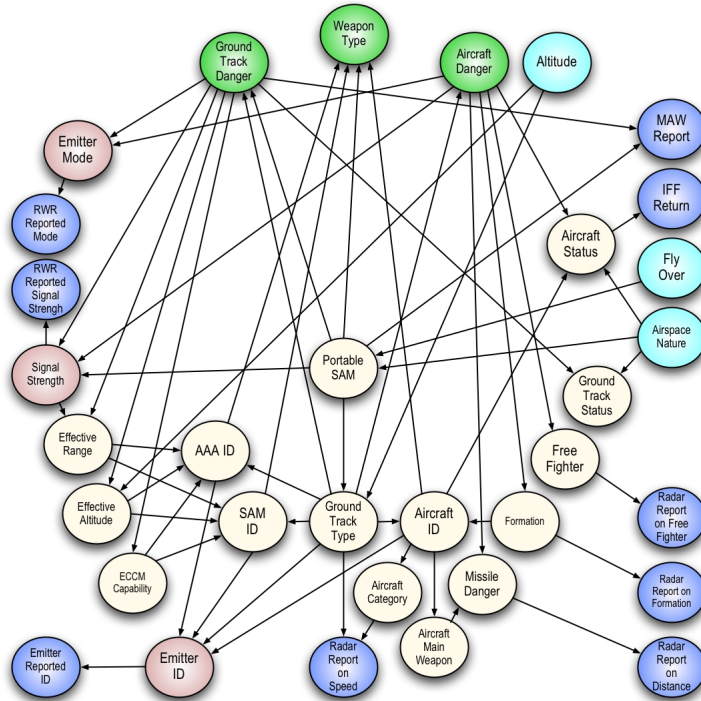 Ground
Track
Danger
Weapon
Type
Aircraft
Danger
Altitude
Emitter
Mode
MAW
Report
RWR
Reported
Mode
IFF
Return
Aircraft
Status
RWR
Reported
Signal
Strengh
Fly
Over
Signal
Strength
Portable
SAM
Airspace
Nature
Ground
Track
Status
Effective
Range
AAA ID
Free
Fighter
Effective
Altitude
SAM
ID
Ground
Track
Type
Aircraft
ID
Formation
Radar
Report
on Free
Fighter
ECCM
Capability
Aircraft
Category
Missile
Danger
Radar
Report on
Formation
Aircraft
Main
Weapon
Emitter
Reported
ID
Emitter
ID
Radar
Report
on
Speed
Radar
Report
on
Distance